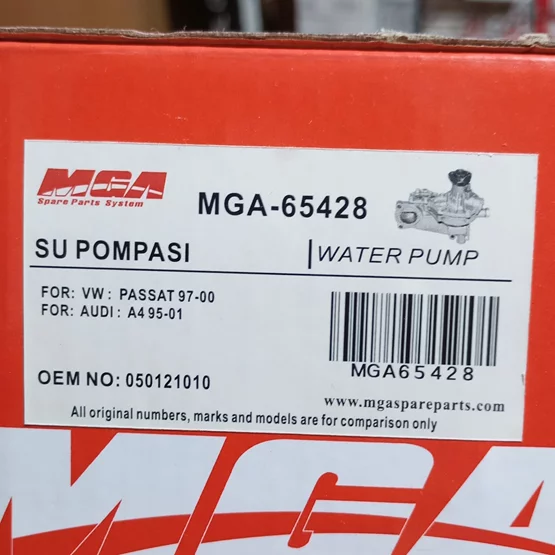 MGA
Spare Parts System
MGA-65428
SU POMPASI
WATER PUMP
FOR: VW: PASSAT 97-00
FOR: AUDI: A4 95-01
MGA65428
OEM NO: 050121010
www.mgaspareparts.com
All original numbers, marks and models are for comparison only
MGA